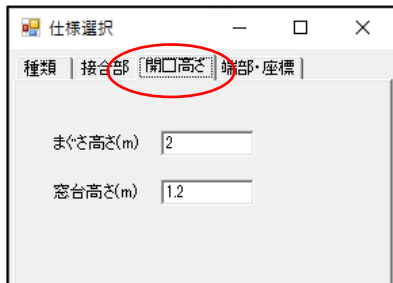 仕様選択
種類 接合部 開口高さ 端部・座標
まぐさ高さ(m) 2
窓台高さ(m) 1.2